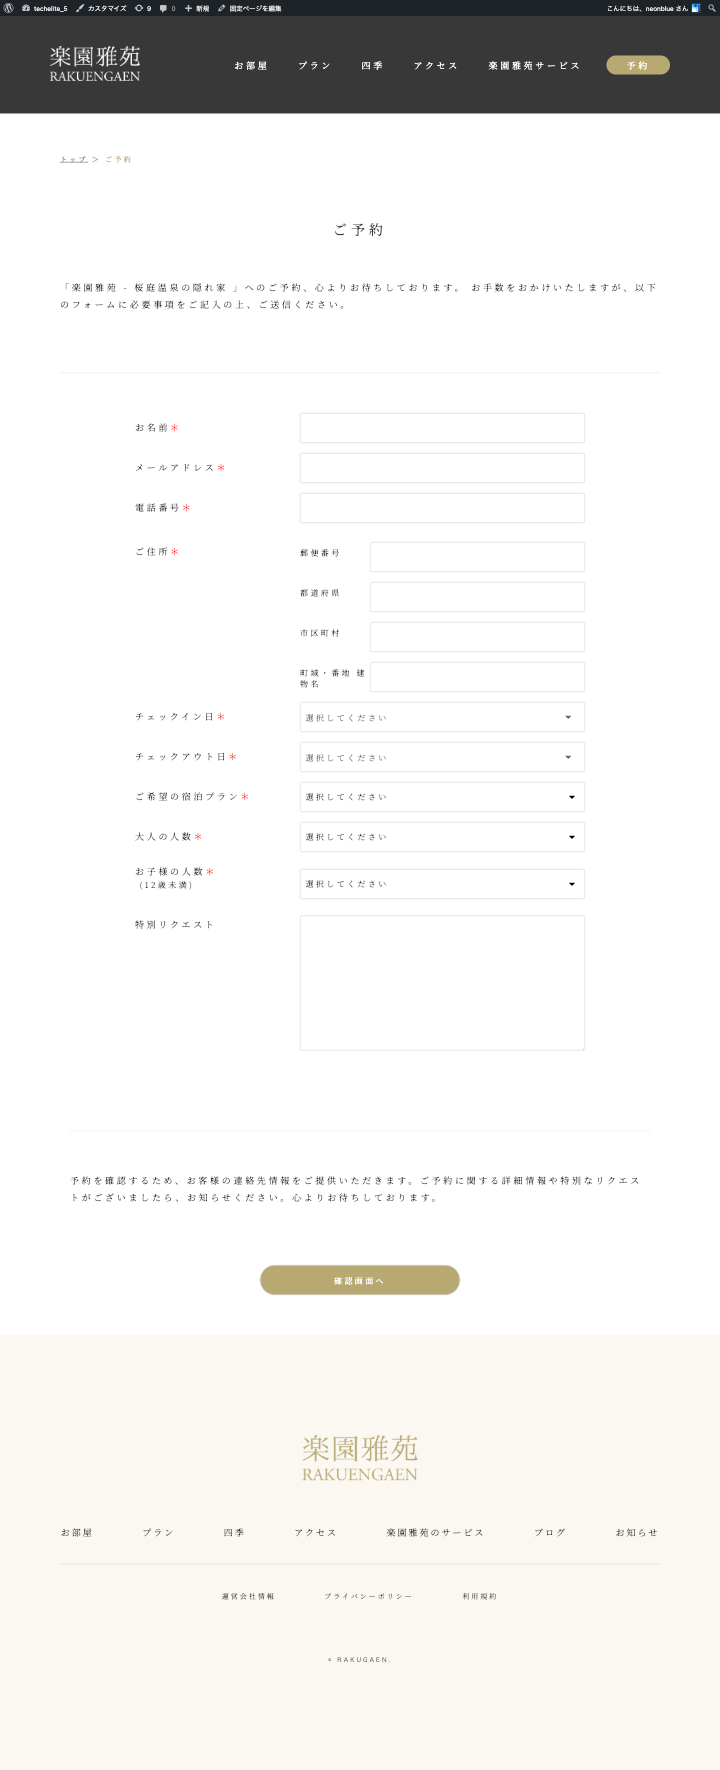 techelite_5 カスタマイズ 9 0 新規 固定ページを編集 こんにちは、neonblue さん
楽園雅苑
RAKUENGAEN
お部屋 プラン 四季 アクセス 楽園雅苑サービス 予約
トップ > ご予約
ご予約
「楽園雅苑 - 桜庭温泉の隠れ家 」へのご予約、心よりお待ちしております。 お手数をおかけいたしますが、以下
のフォームに必要事項をご記入の上、ご送信ください。
お名前＊
メールアドレス＊
電話番号＊
ご住所＊ 郵便番号
都道府県
市区町村
町域・番地 建
物名
チェックイン日＊ 選択してください
チェックアウト日＊ 選択してください
ご希望の宿泊プラン＊ 選択してください
大人の人数＊ 選択してください
お子様の人数＊
(12歳未満) 選択してください
特別リクエスト
予約を確認するため、お客様の連絡先情報をご提供いただきます。ご予約に関する詳細情報や特別なリクエス
トがございましたら、お知らせください。心よりお待ちしております。
確認画面へ
楽園雅苑
RAKUENGAEN
お部屋 プラン 四季 アクセス 楽園雅苑のサービス ブログ お知らせ
運営会社情報 プライバシーポリシー 利用規約
© RAKUGAEN.